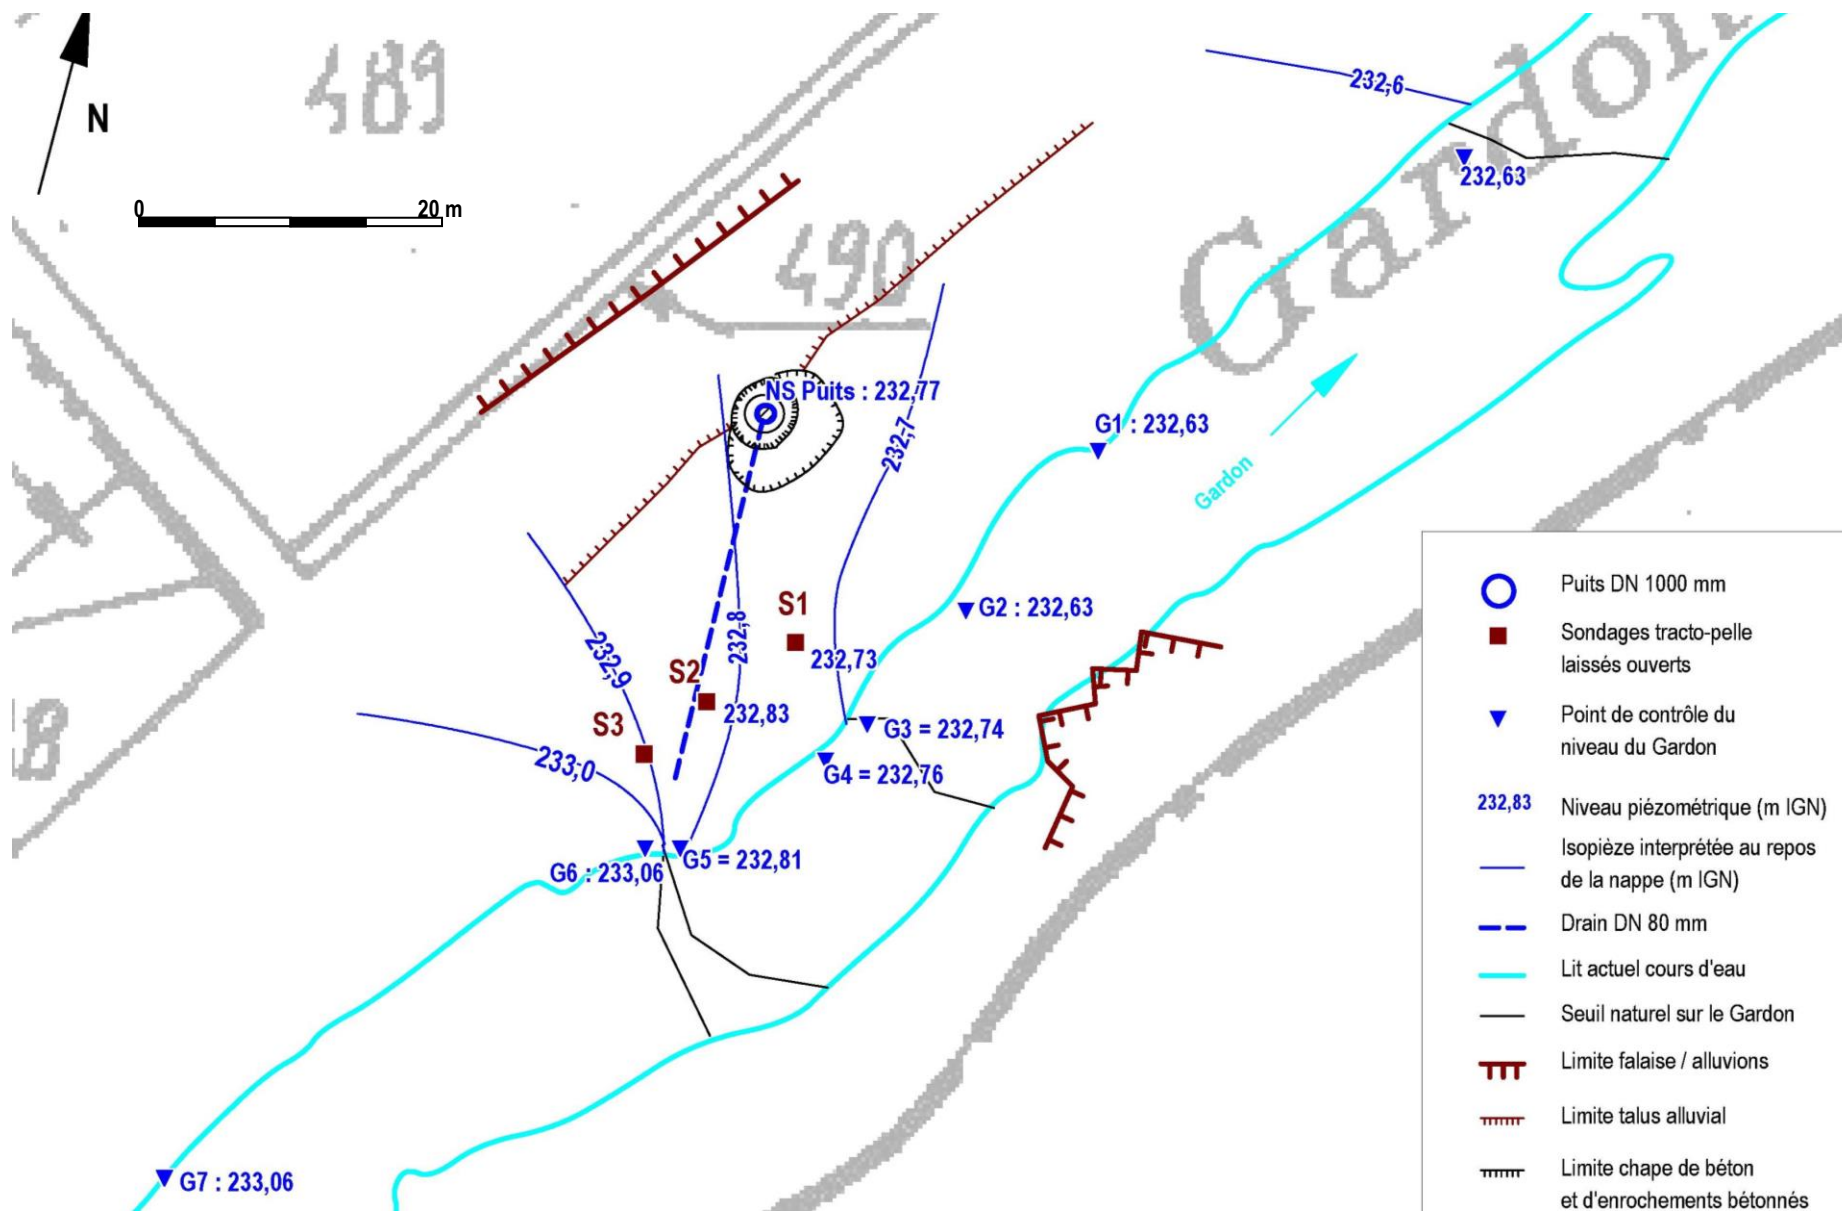 489
N
0 20 m
232,6
Gardon
232,63
490
NS Puits : 232,77
232,7
G1 : 232,63
Gardon
G2 : 232,63
S1
232,73
232,8
232,9
S2
232,83
S3
G3 = 232,74
G4 = 232,76
233,0
G5 = 232,81
G6 : 233,06
G7 : 233,06
8
Puits DN 1000 mm
Sondages tracto-pelle
laissés ouverts
Point de contrôle du
niveau du Gardon
232,83 Niveau piézométrique (m IGN)
Isopièze interprétée au repos
de la nappe (m IGN)
Drain DN 80 mm
Lit actuel cours d'eau
Seuil naturel sur le Gardon
Limite falaise / alluvions
Limite talus alluvial
Limite chape de béton
et d'enrochements bétonnés